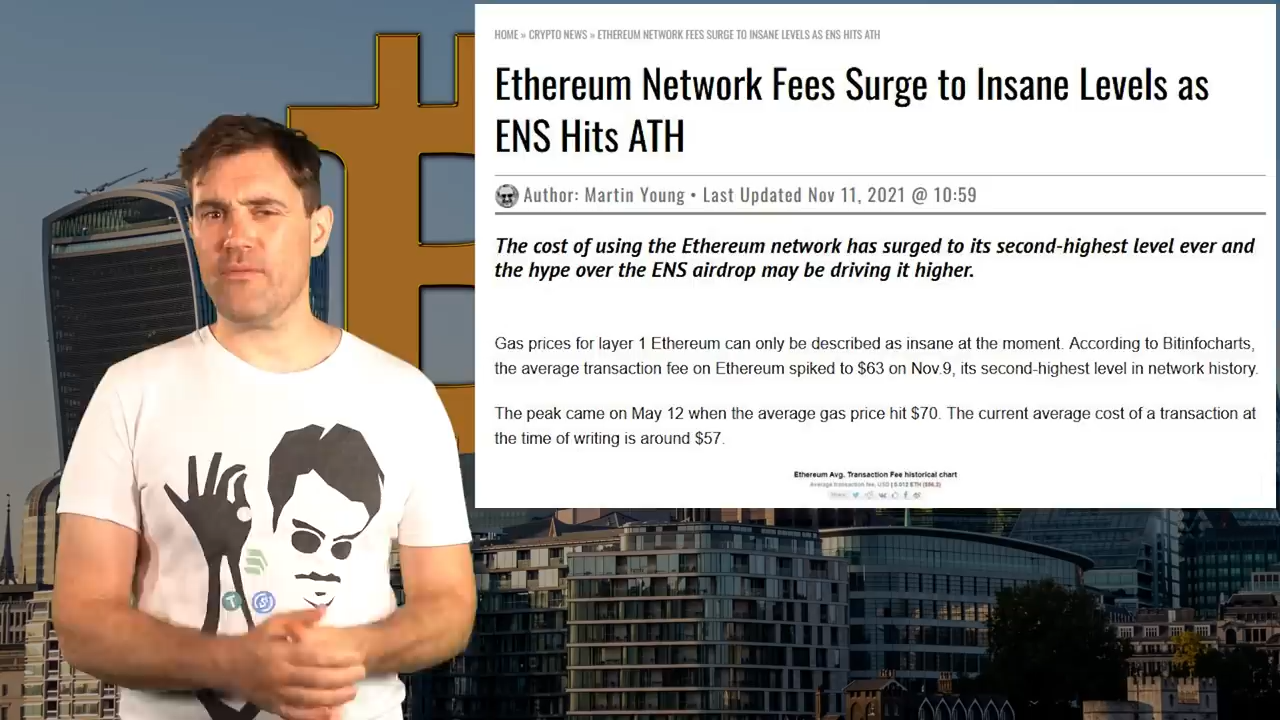 HOME » CRYPTO NEWS » ETHEREUM NETWORK FEES SURGE TO INSANE LEVELS AS ENS HITS ATH
Ethereum Network Fees Surge to Insane Levels as
ENS Hits ATH
Author: Martin Young • Last Updated Nov 11, 2021 @ 10:59
The cost of using the Ethereum network has surged to its second-highest level ever and
the hype over the ENS airdrop may be driving it higher.
Gas prices for layer 1 Ethereum can only be described as insane at the moment. According to Bitinfocharts,
the average transaction fee on Ethereum spiked to $63 on Nov.9, its second-highest level in network history.
The peak came on May 12 when the average gas price hit $70. The current average cost of a transaction at
the time of writing is around $57.
Ethereum Avg. Transaction Fee historical chart
Average transaction fee, USD |
Share: